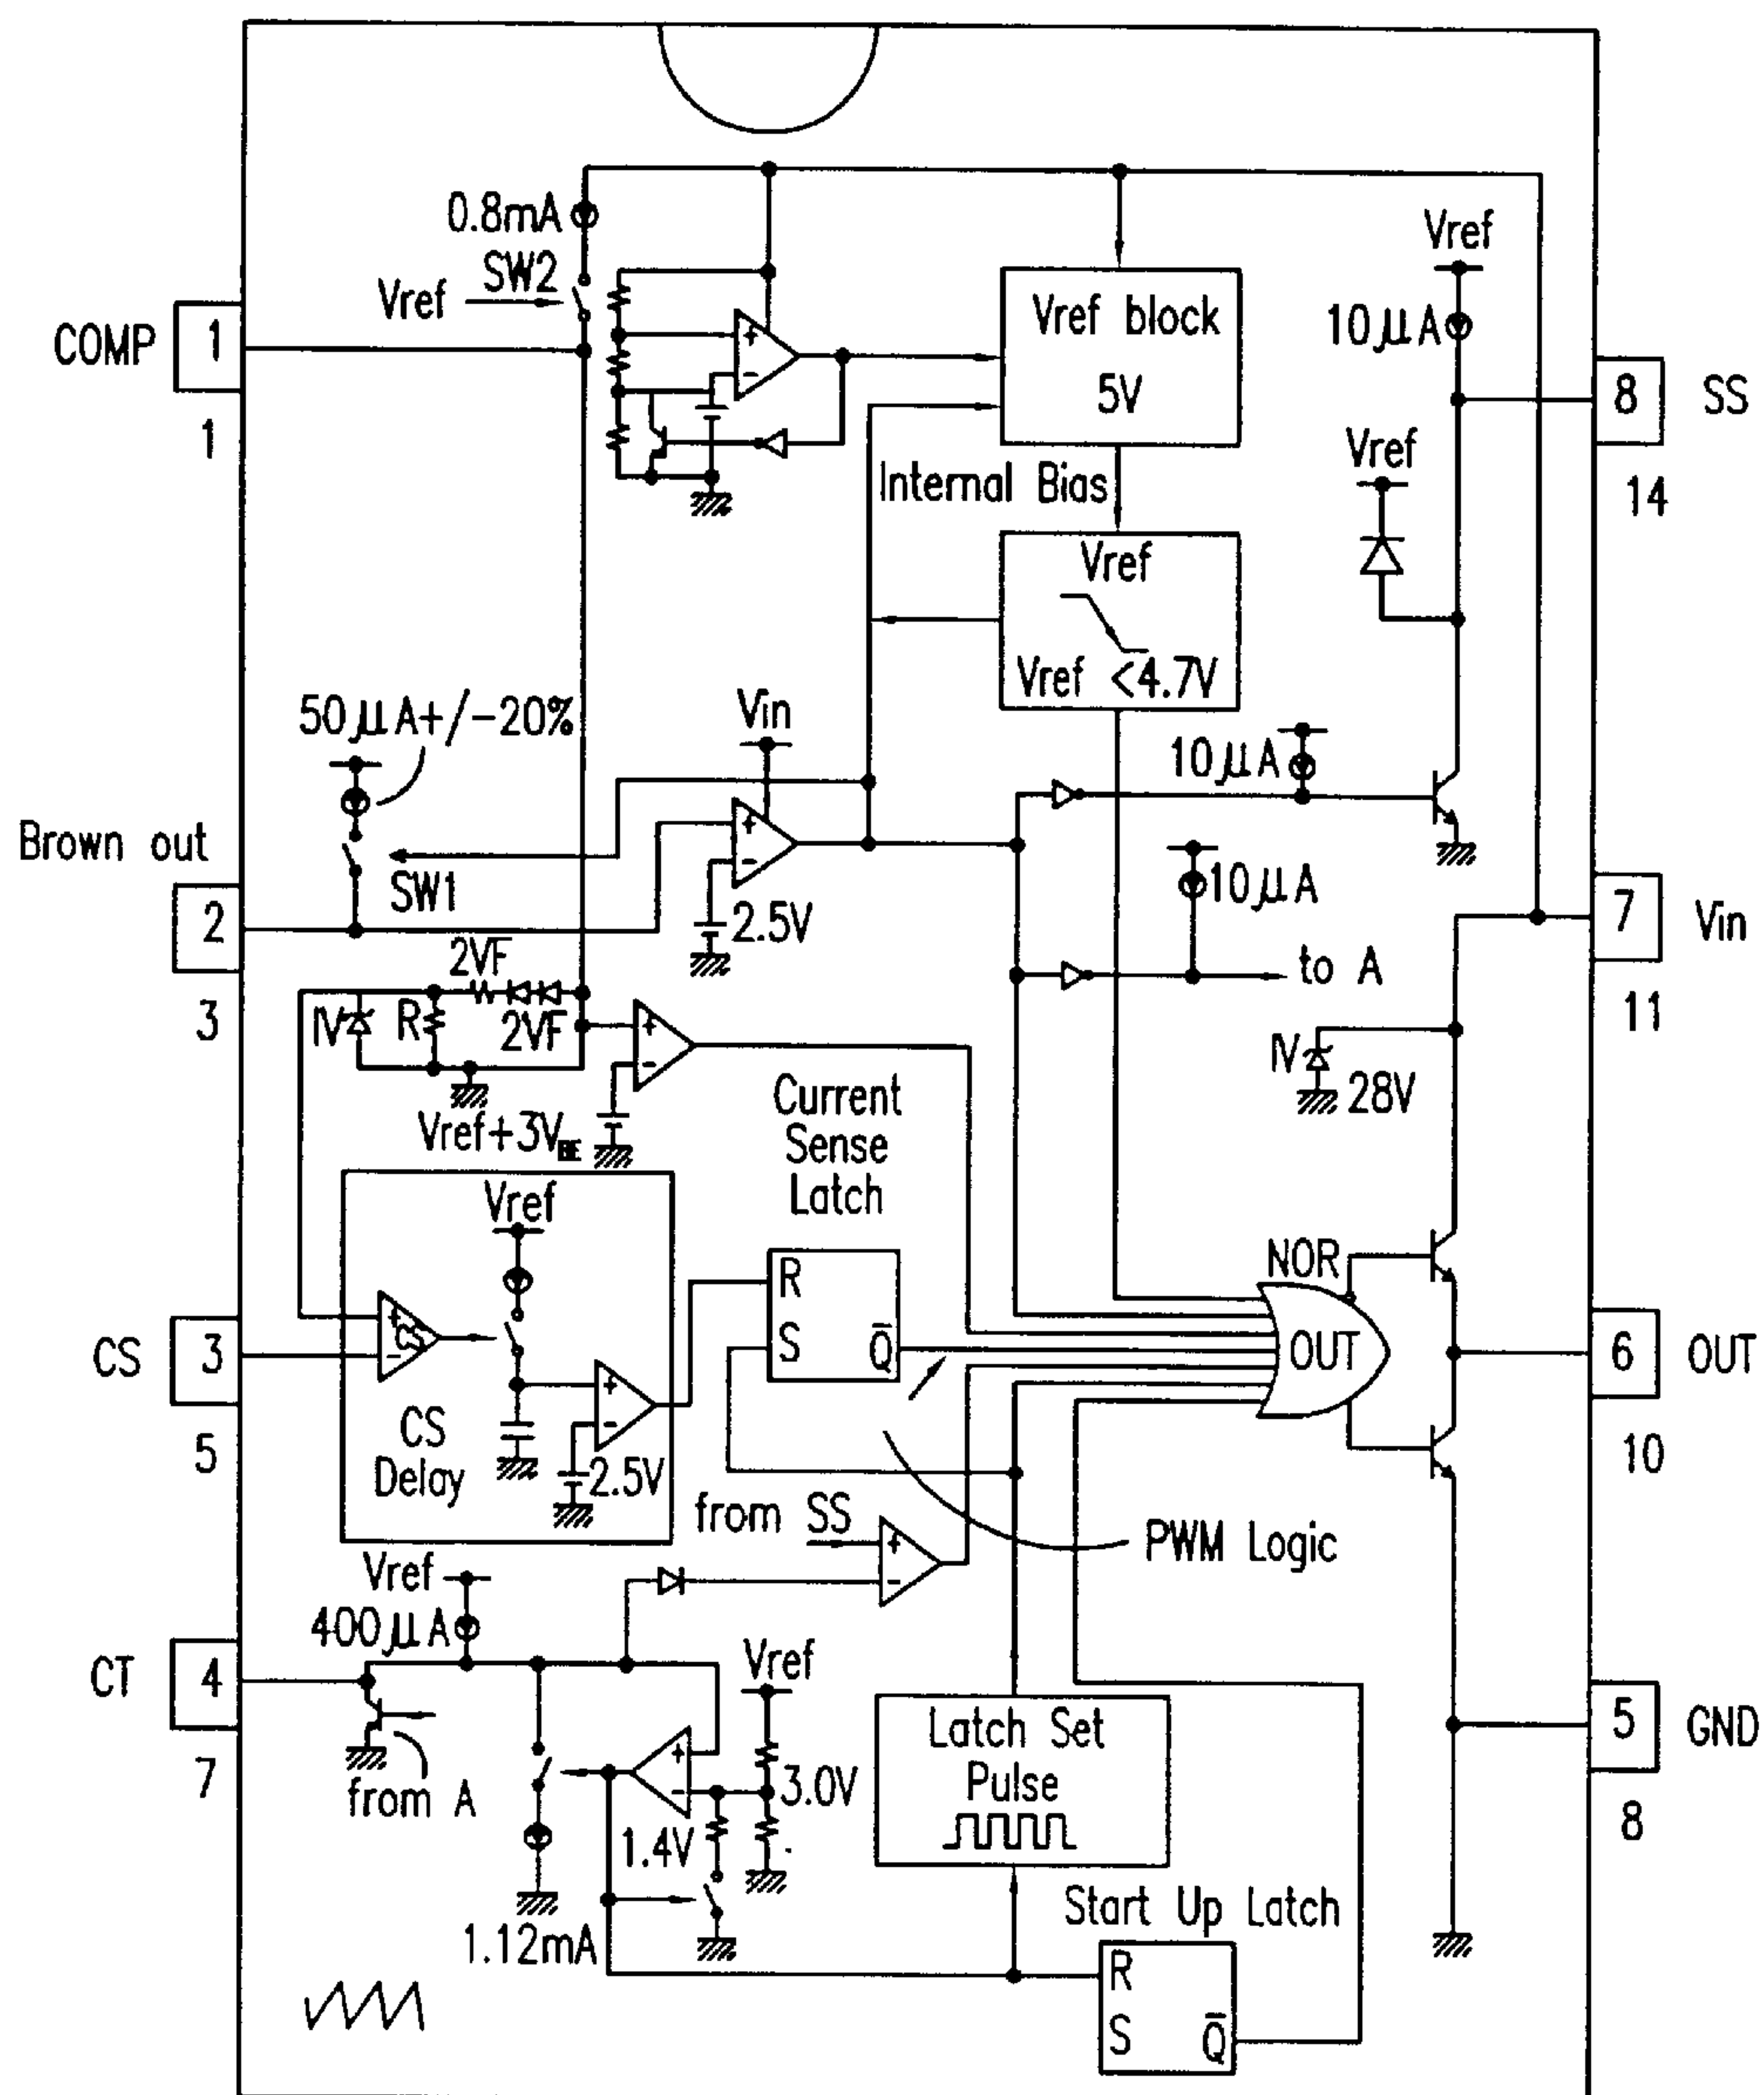 0.8mA
SW2
Vref
COMP
1
1
Vref block
5V
Vref
10μA
8
SS
14
Vref
Internal Bias
Vref
Vref <4.7V
50μA+/-20%
Vin
10μA
Brown out
SW1
2
3
2.5V
10μA
to A
7
Vin
11
2VF
IV
R
2VF
IV
28V
Vref+3VBE
Current
Sense
Latch
Vref
NOR
R
S
Q̅
OUT
CS
3
5
CS
CS
Delay
2.5V
6
OUT
10
from SS
PWM Logic
Vref
400μA
CT
4
7
from A
Vref
3.0V
1.4V
1.12mA
Latch Set
Pulse
5
GND
8
Start Up Latch
R
S
Q̅